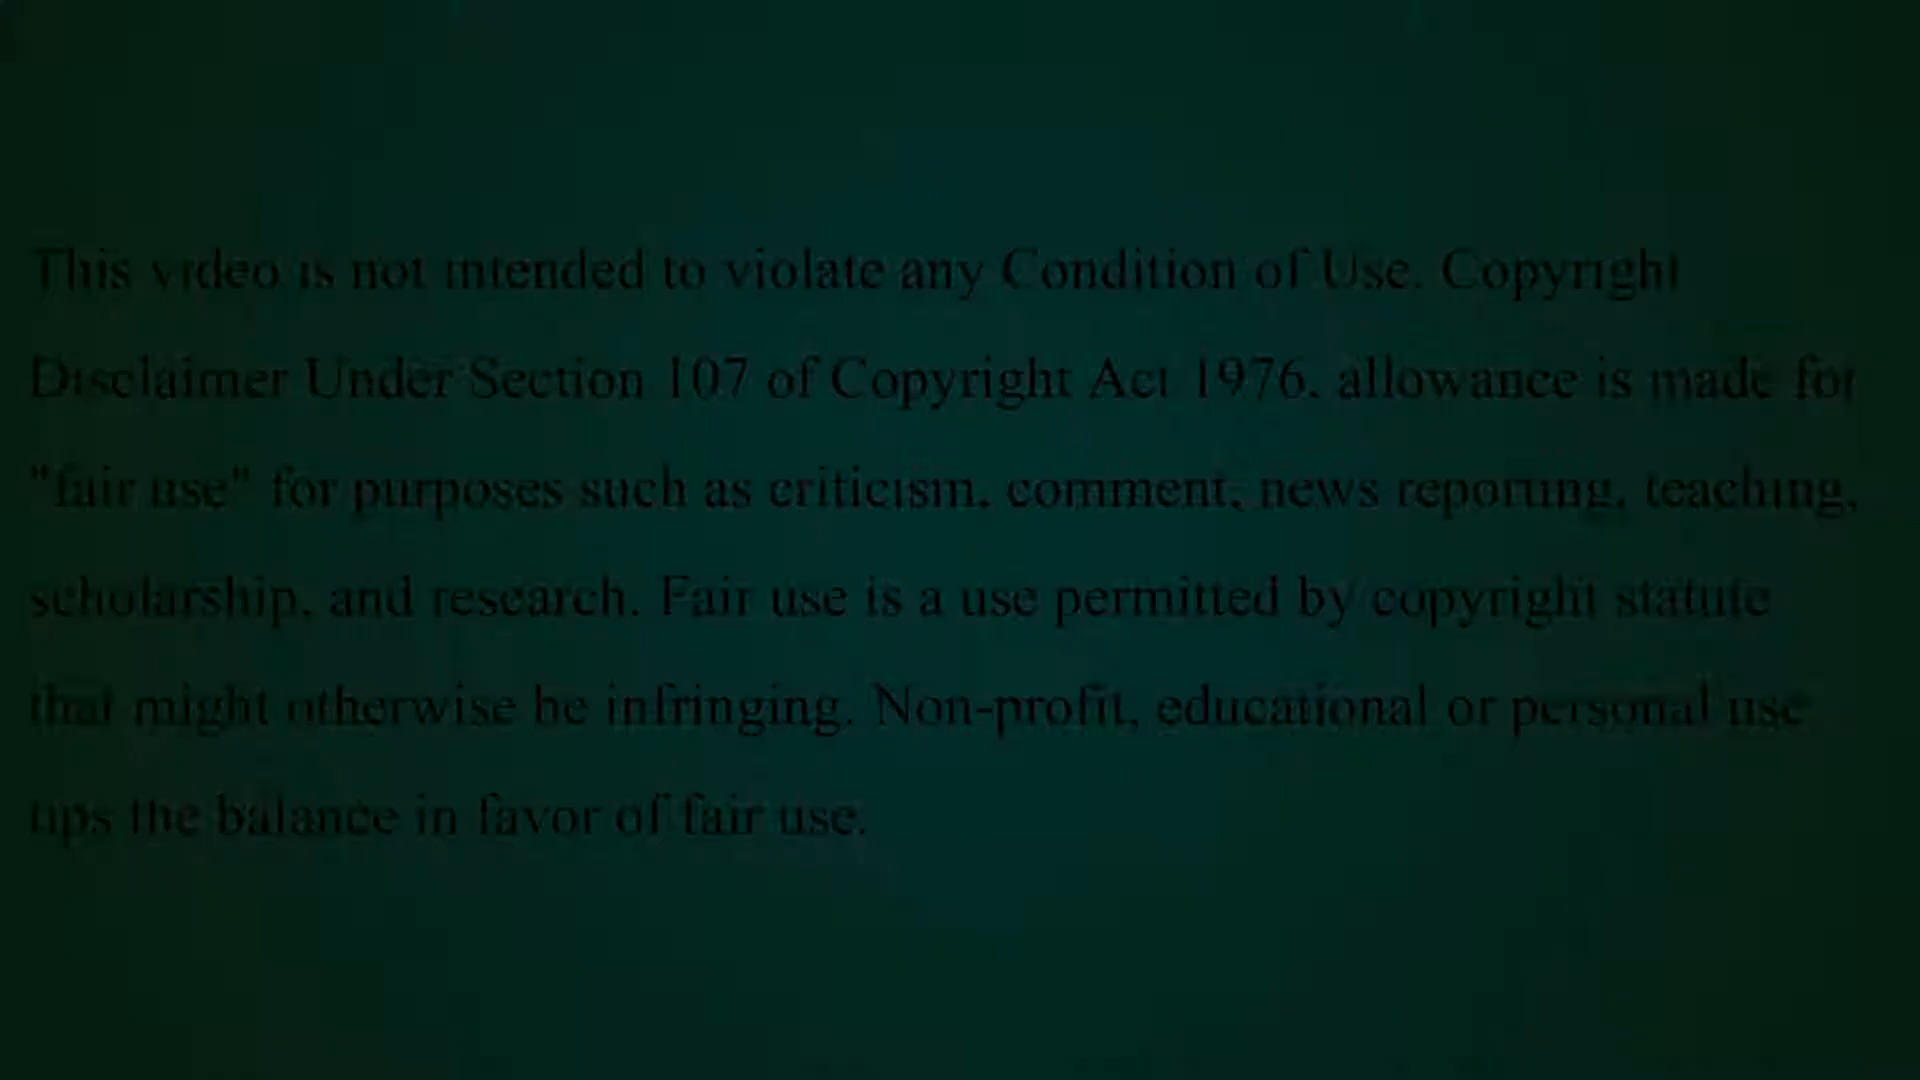 This video is not intended to violate any Condition of Use. Copyright
Disclaimer Under Section 107 of Copyright Act 1976, allowance is made for
"fair use" for purposes such as criticism, comment, news reporting, teaching,
scholarship, and research. Fair use is a use permitted by copyright statute
that might otherwise be infringing. Non-profit, educational or personal use
tips the balance in favor of fair use.